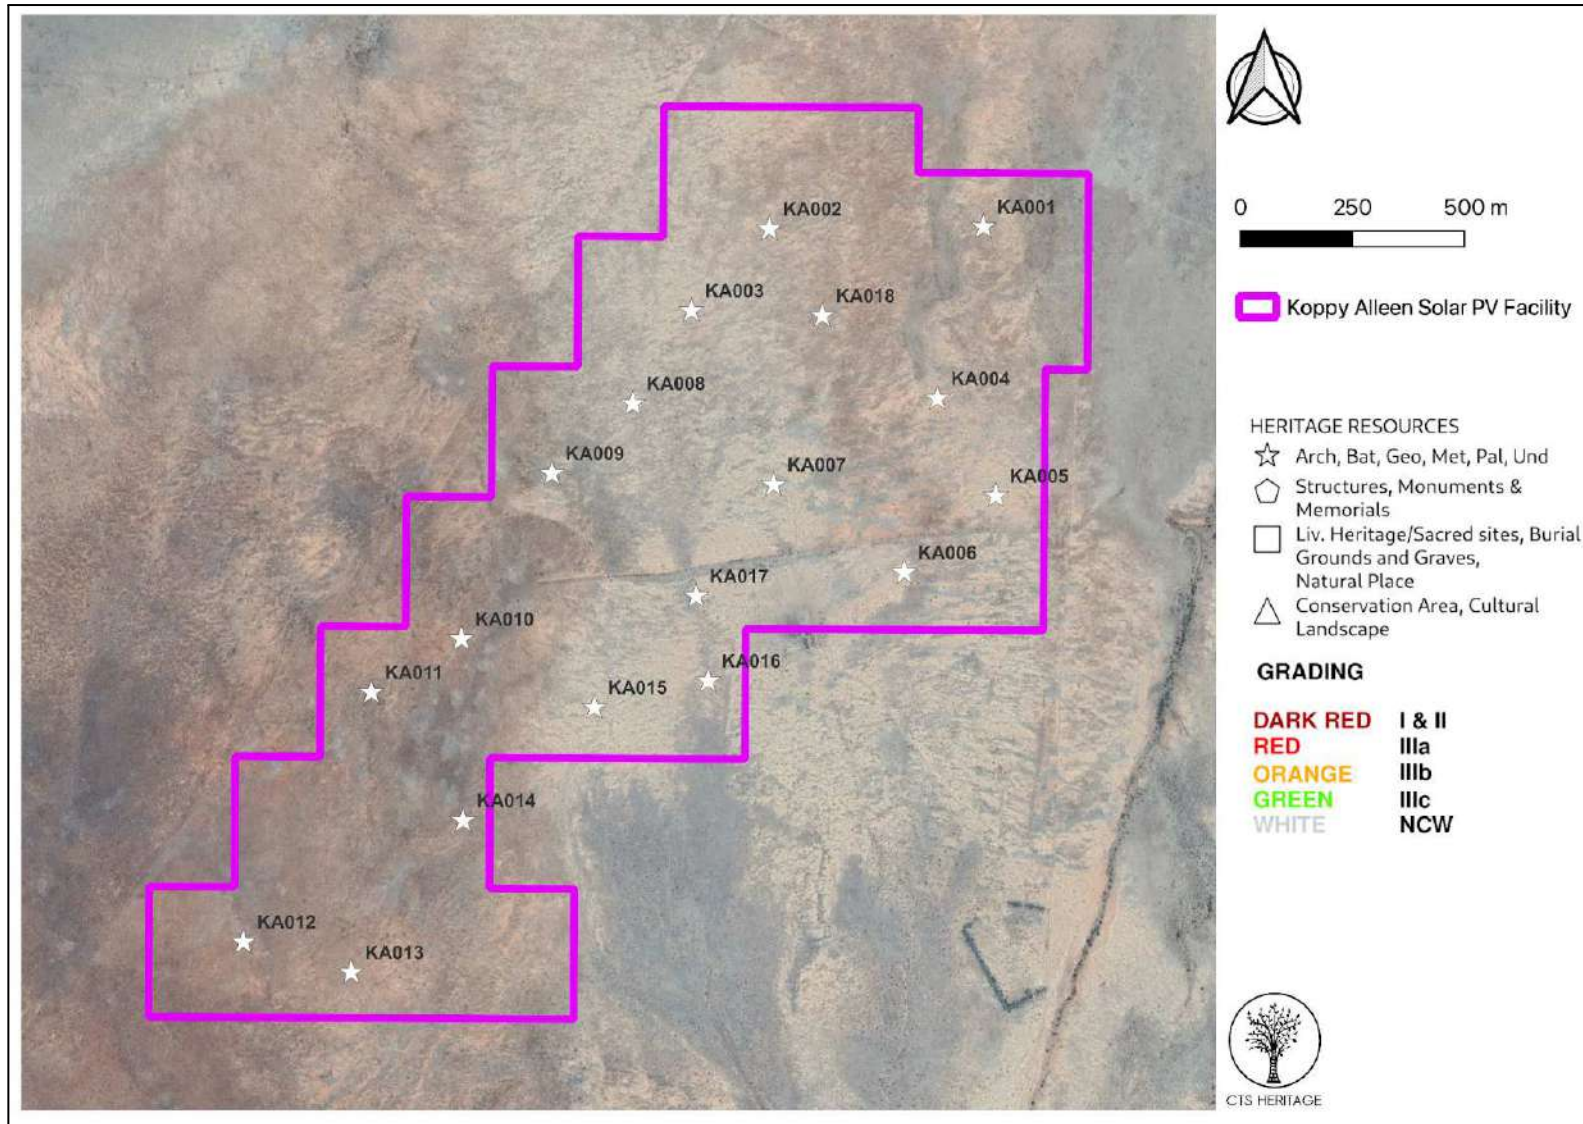 KA002
KA001
KA003
KA018
KA008
KA004
KA009
KA007
KA005
KA006
KA017
KA010
KA016
KA011
KA015
KA014
KA012
KA013
0 250 500 m
Koppy Alleen Solar PV Facility
HERITAGE RESOURCES
Arch, Bat, Geo, Met, Pal, Und
Structures, Monuments &
Memorials
Liv. Heritage/Sacred sites, Burial
Grounds and Graves,
Natural Place
Conservation Area, Cultural
Landscape
GRADING
DARK RED I & II
RED IIIa
ORANGE IIIb
GREEN IIIc
WHITE NCW
CTS HERITAGE